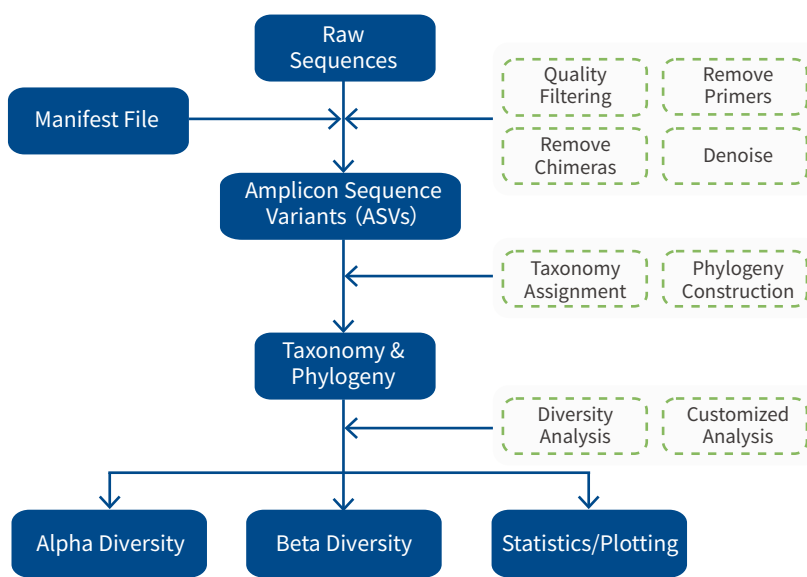 Raw
Sequences
Quality
Filtering
Remove
Primers
Manifest File
Remove
Chimeras
Denoise
Amplicon Sequence
Variants (ASVs)
Taxonomy
Assignment
Phylogeny
Construction
Taxonomy &
Phylogeny
Diversity
Analysis
Customized
Analysis
Alpha Diversity
Beta Diversity
Statistics/Plotting